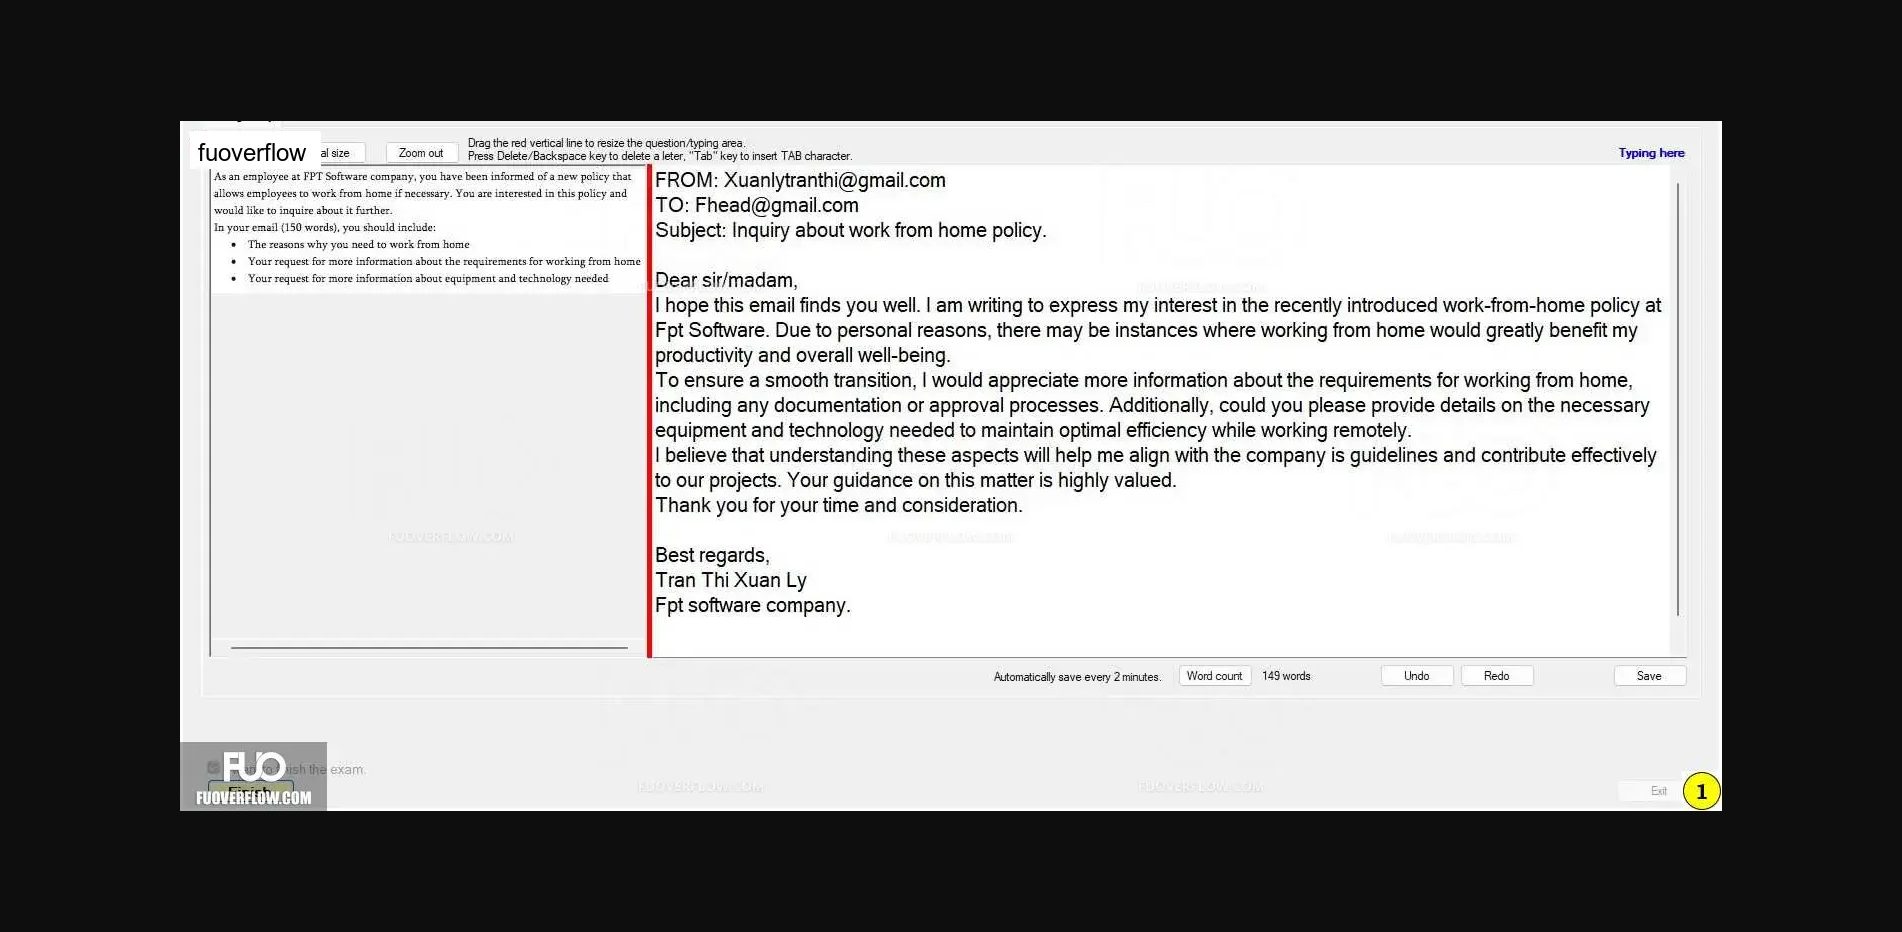 fuoverflow
al size
Zoom out
Drag the red vertical line to resize the question/typing area.
Press Delete/Backspace key to delete a leter, "Tab" key to insert TAB character.
Typing here
As an employee at FPT Software company, you have been informed of a new policy that
allows employees to work from home if necessary. You are interested in this policy and
would like to inquire about it further.
In your email (150 words), you should include:
• The reasons why you need to work from home
• Your request for more information about the requirements for working from home
• Your request for more information about equipment and technology needed
FROM: Xuanlytranthi@gmail.com
TO: Fhead@gmail.com
Subject: Inquiry about work from home policy.
Dear sir/madam,
I hope this email finds you well. I am writing to express my interest in the recently introduced work-from-home policy at
Fpt Software. Due to personal reasons, there may be instances where working from home would greatly benefit my
productivity and overall well-being.
To ensure a smooth transition, I would appreciate more information about the requirements for working from home,
including any documentation or approval processes. Additionally, could you please provide details on the necessary
equipment and technology needed to maintain optimal efficiency while working remotely.
I believe that understanding these aspects will help me align with the company is guidelines and contribute effectively
to our projects. Your guidance on this matter is highly valued.
Thank you for your time and consideration.
Best regards,
Tran Thi Xuan Ly
Fpt software company.
FUOVERFLOW.COM
Automatically save every 2 minutes.
Word count
149 words
Undo
Redo
Save
FUO
the exam.
Finish
FUOVERFLOW.COM
FUOVERFLOW.COM
FUOVERFLOW.COM
Exit
1